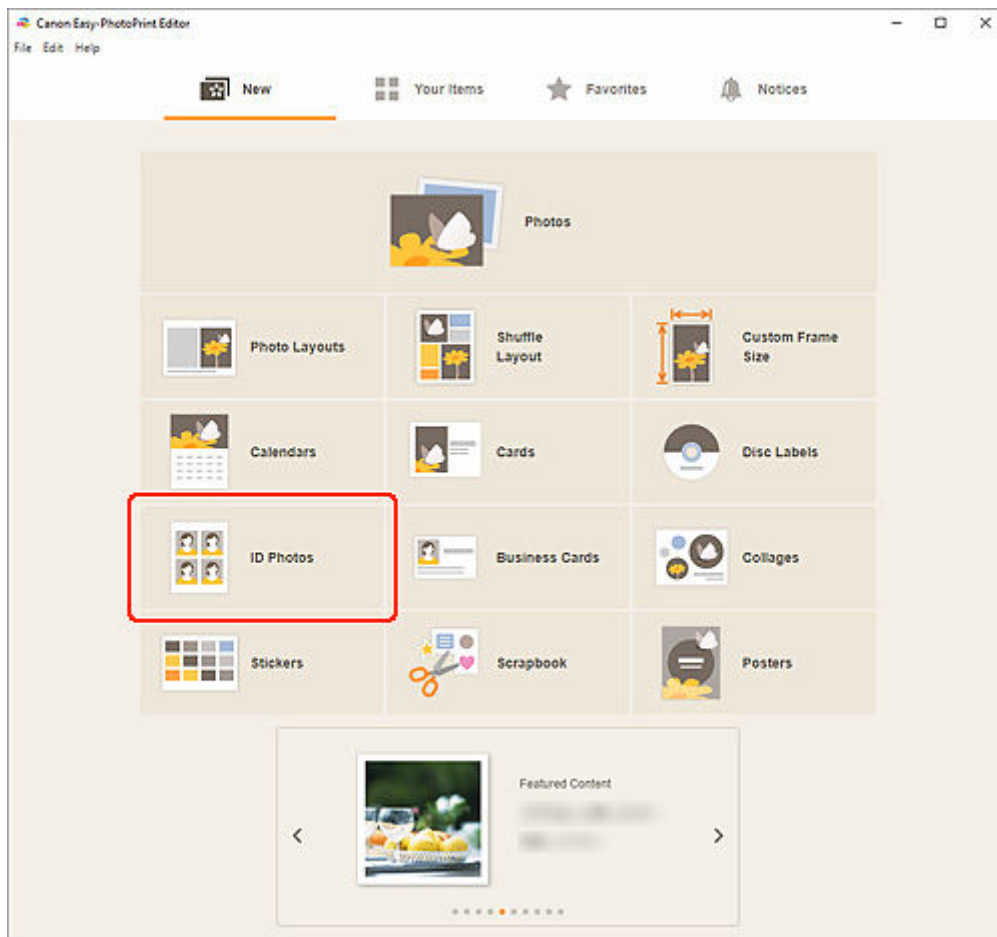 Canon Easy-PhotoPrint Editor
File Edit Help
New
Your Items
Favorites
Notices
Photos
Photo Layouts
Shuffle
Layout
Custom Frame
Size
Calendars
Cards
Disc Labels
ID Photos
Business Cards
Collages
Stickers
Scrapbook
Posters
Featured Content